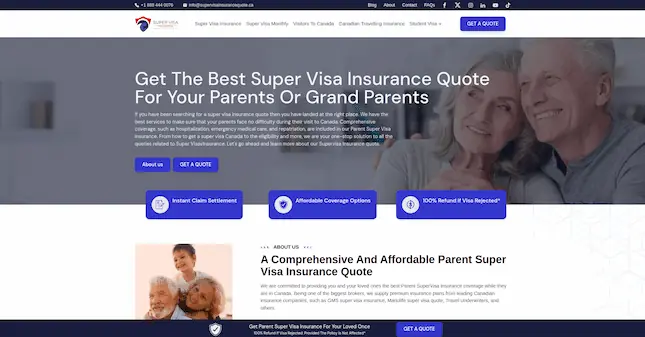 +1 888 444 0070 info@supervisainsurancequote.ca Blog About Contact FAQs
SUPER VISA
Super Visa Insurance Super Visa Monthly Visitors To Canada Canadian Travelling Insurance Student Visa
GET A QUOTE
Get The Best Super Visa Insurance Quote
For Your Parents Or Grand Parents
If you have been searching for a super visa insurance quote then you have landed at the right place. We have the
best services to make sure that your parents face no difficulty during their visit to Canada. Comprehensive
coverage, such as hospitalization, emergency medical care, and repatriation, are included in our Parent Super Visa
Insurance. From how to get a super visa Canada to the eligibility and more, we are your one-stop solution to all the
queries related to Super Visa insurance. Let's go ahead and learn more about our Supervisa Insurance quote.
About us GET A QUOTE
Instant Claim Settlement Affordable Coverage Options 100% Refund if Visa Rejected*
ABOUT US
A Comprehensive And Affordable Parent Super
Visa Insurance Quote
We are committed to providing you and your loved ones the best Parent SuperVisa Insurance coverage while they
are in Canada. Being one of the biggest brokers, we supply premium insurance plans from leading Canadian
insurance companies, such as GMS super visa insurance, Manulife super visa quote, Travel underwriters, and
others.
Get Parent Super Visa Insurance For Your Loved Once
100% Refund If Visa Rejected, Provided The Policy Is Not Affected*
GET A QUOTE